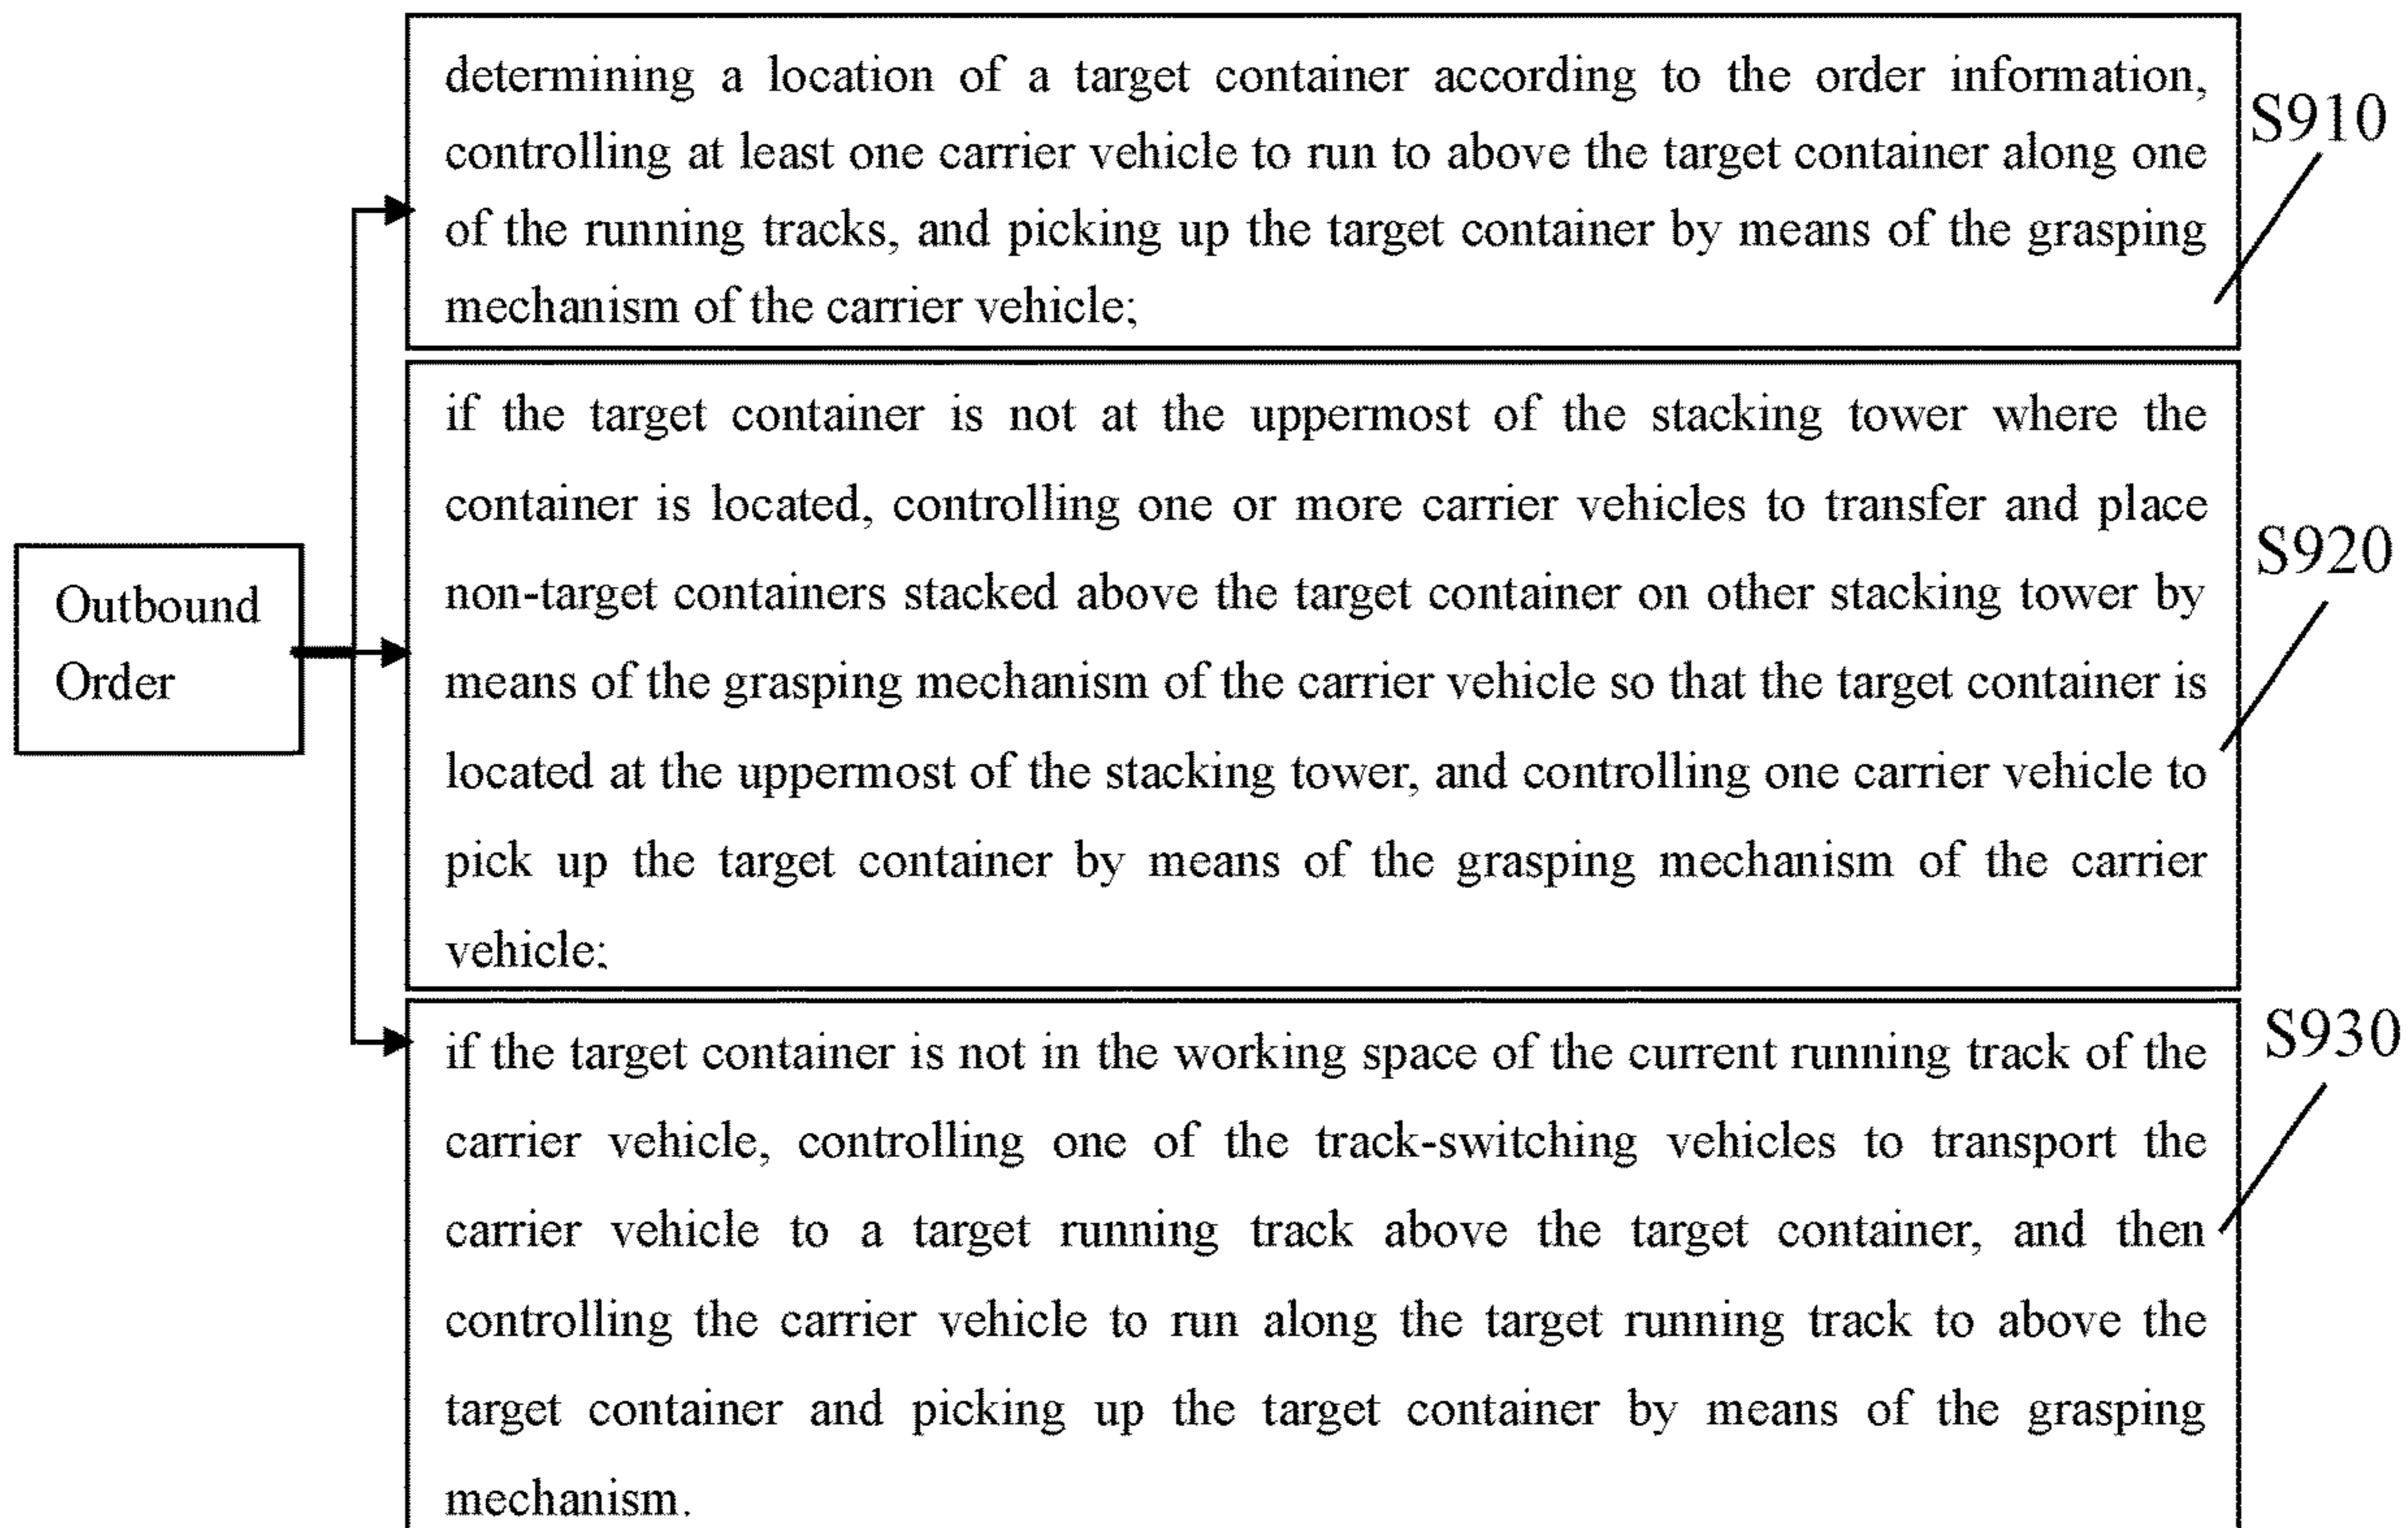 determining a location of a target container according to the order information,
controlling at least one carrier vehicle to run to above the target container along one
of the running tracks, and picking up the target container by means of the grasping
mechanism of the carrier vehicle;
S910
if the target container is not at the uppermost of the stacking tower where the
container is located, controlling one or more carrier vehicles to transfer and place
non-target containers stacked above the target container on other stacking tower by
means of the grasping mechanism of the carrier vehicle so that the target container is
located at the uppermost of the stacking tower, and controlling one carrier vehicle to
pick up the target container by means of the grasping mechanism of the carrier
vehicle;
S920
Outbound
Order
if the target container is not in the working space of the current running track of the
carrier vehicle, controlling one of the track-switching vehicles to transport the
carrier vehicle to a target running track above the target container, and then
controlling the carrier vehicle to run along the target running track to above the
target container and picking up the target container by means of the grasping
mechanism.
S930